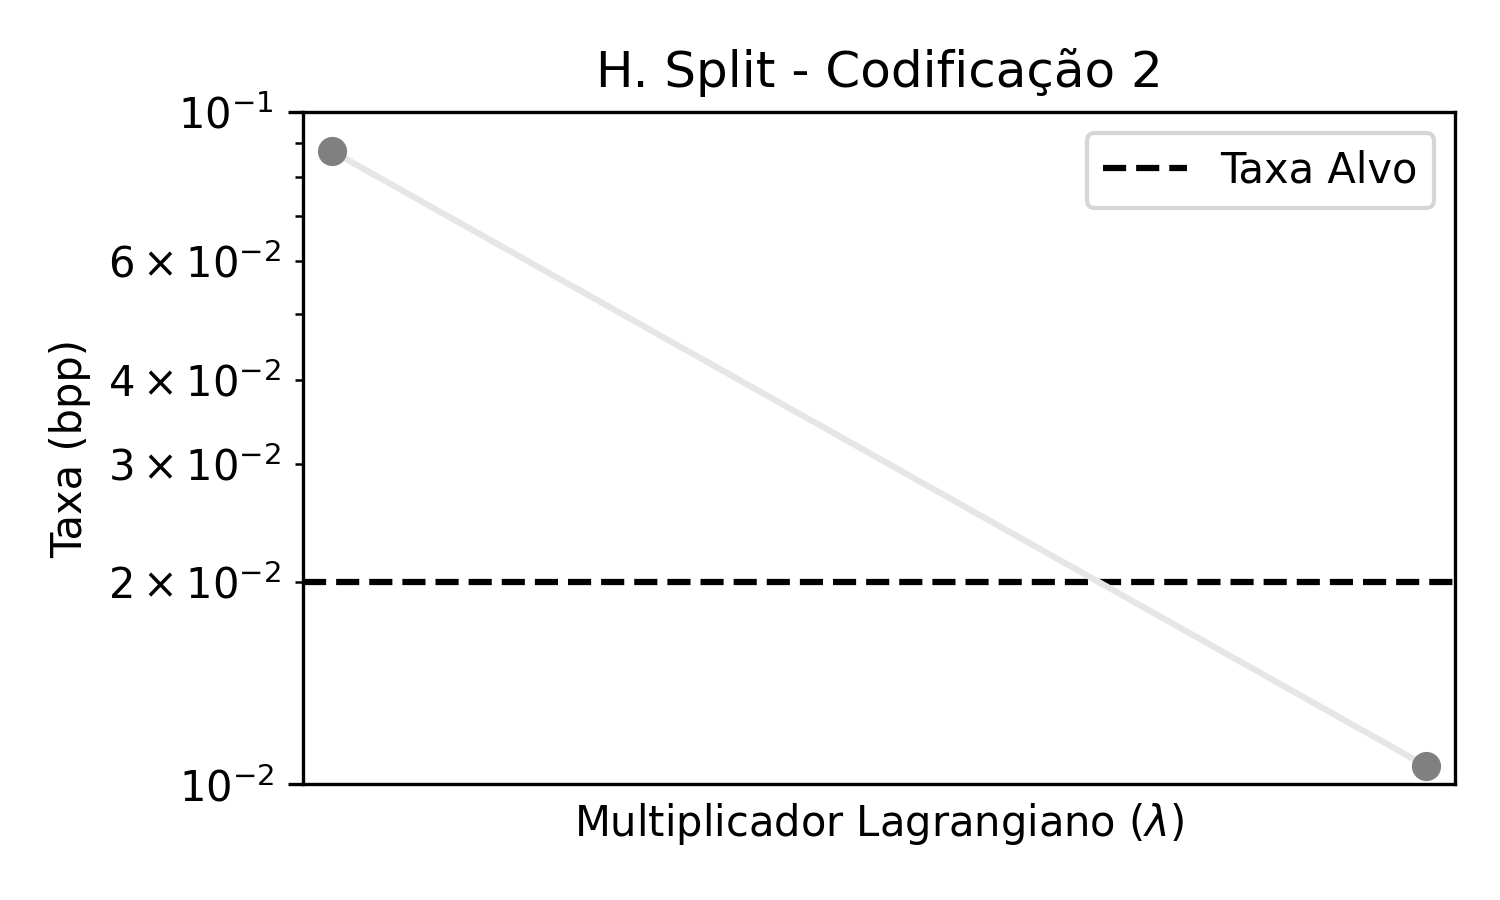 H. Split - Codificação 2
10⁻¹
6 × 10⁻²
4 × 10⁻²
3 × 10⁻²
2 × 10⁻²
10⁻²
Taxa (bpp)
Taxa Alvo
Multiplicador Lagrangiano (λ)